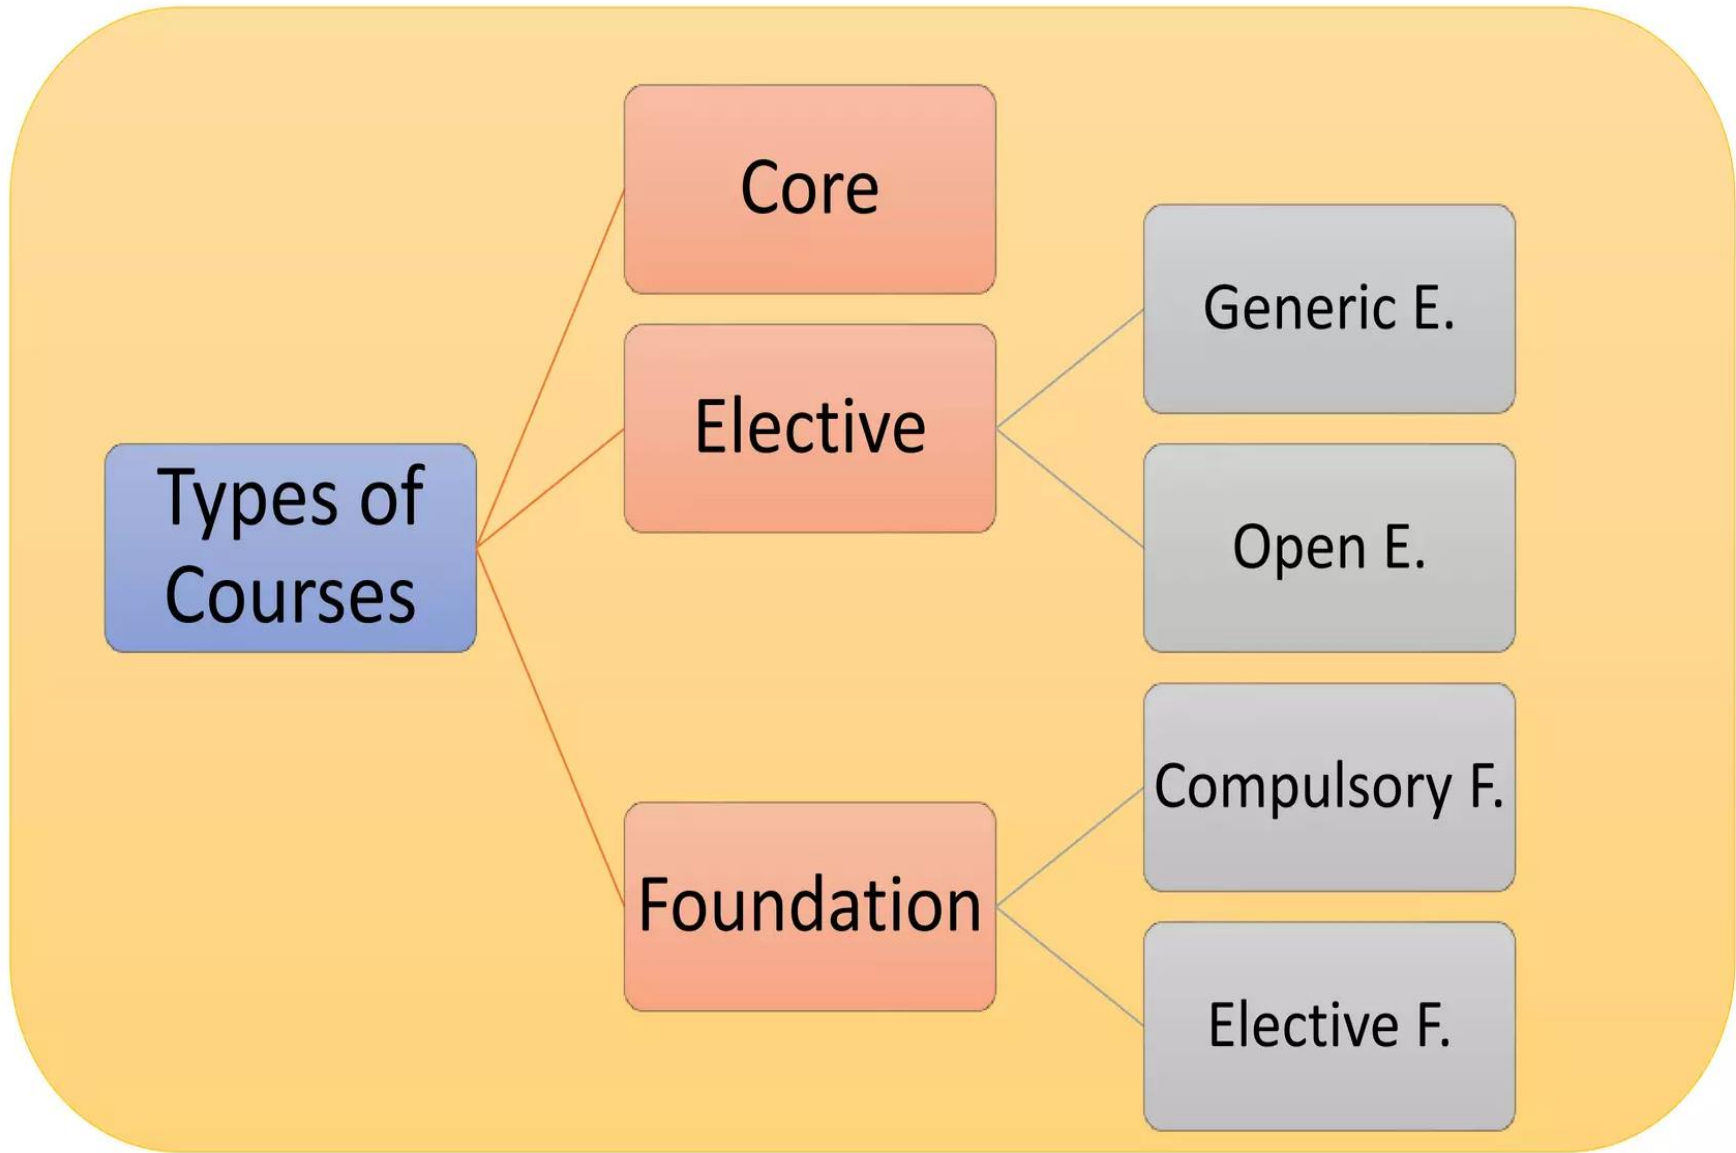 Types of
Courses
Core
Elective
Foundation
Generic E.
Open E.
Compulsory F.
Elective F.